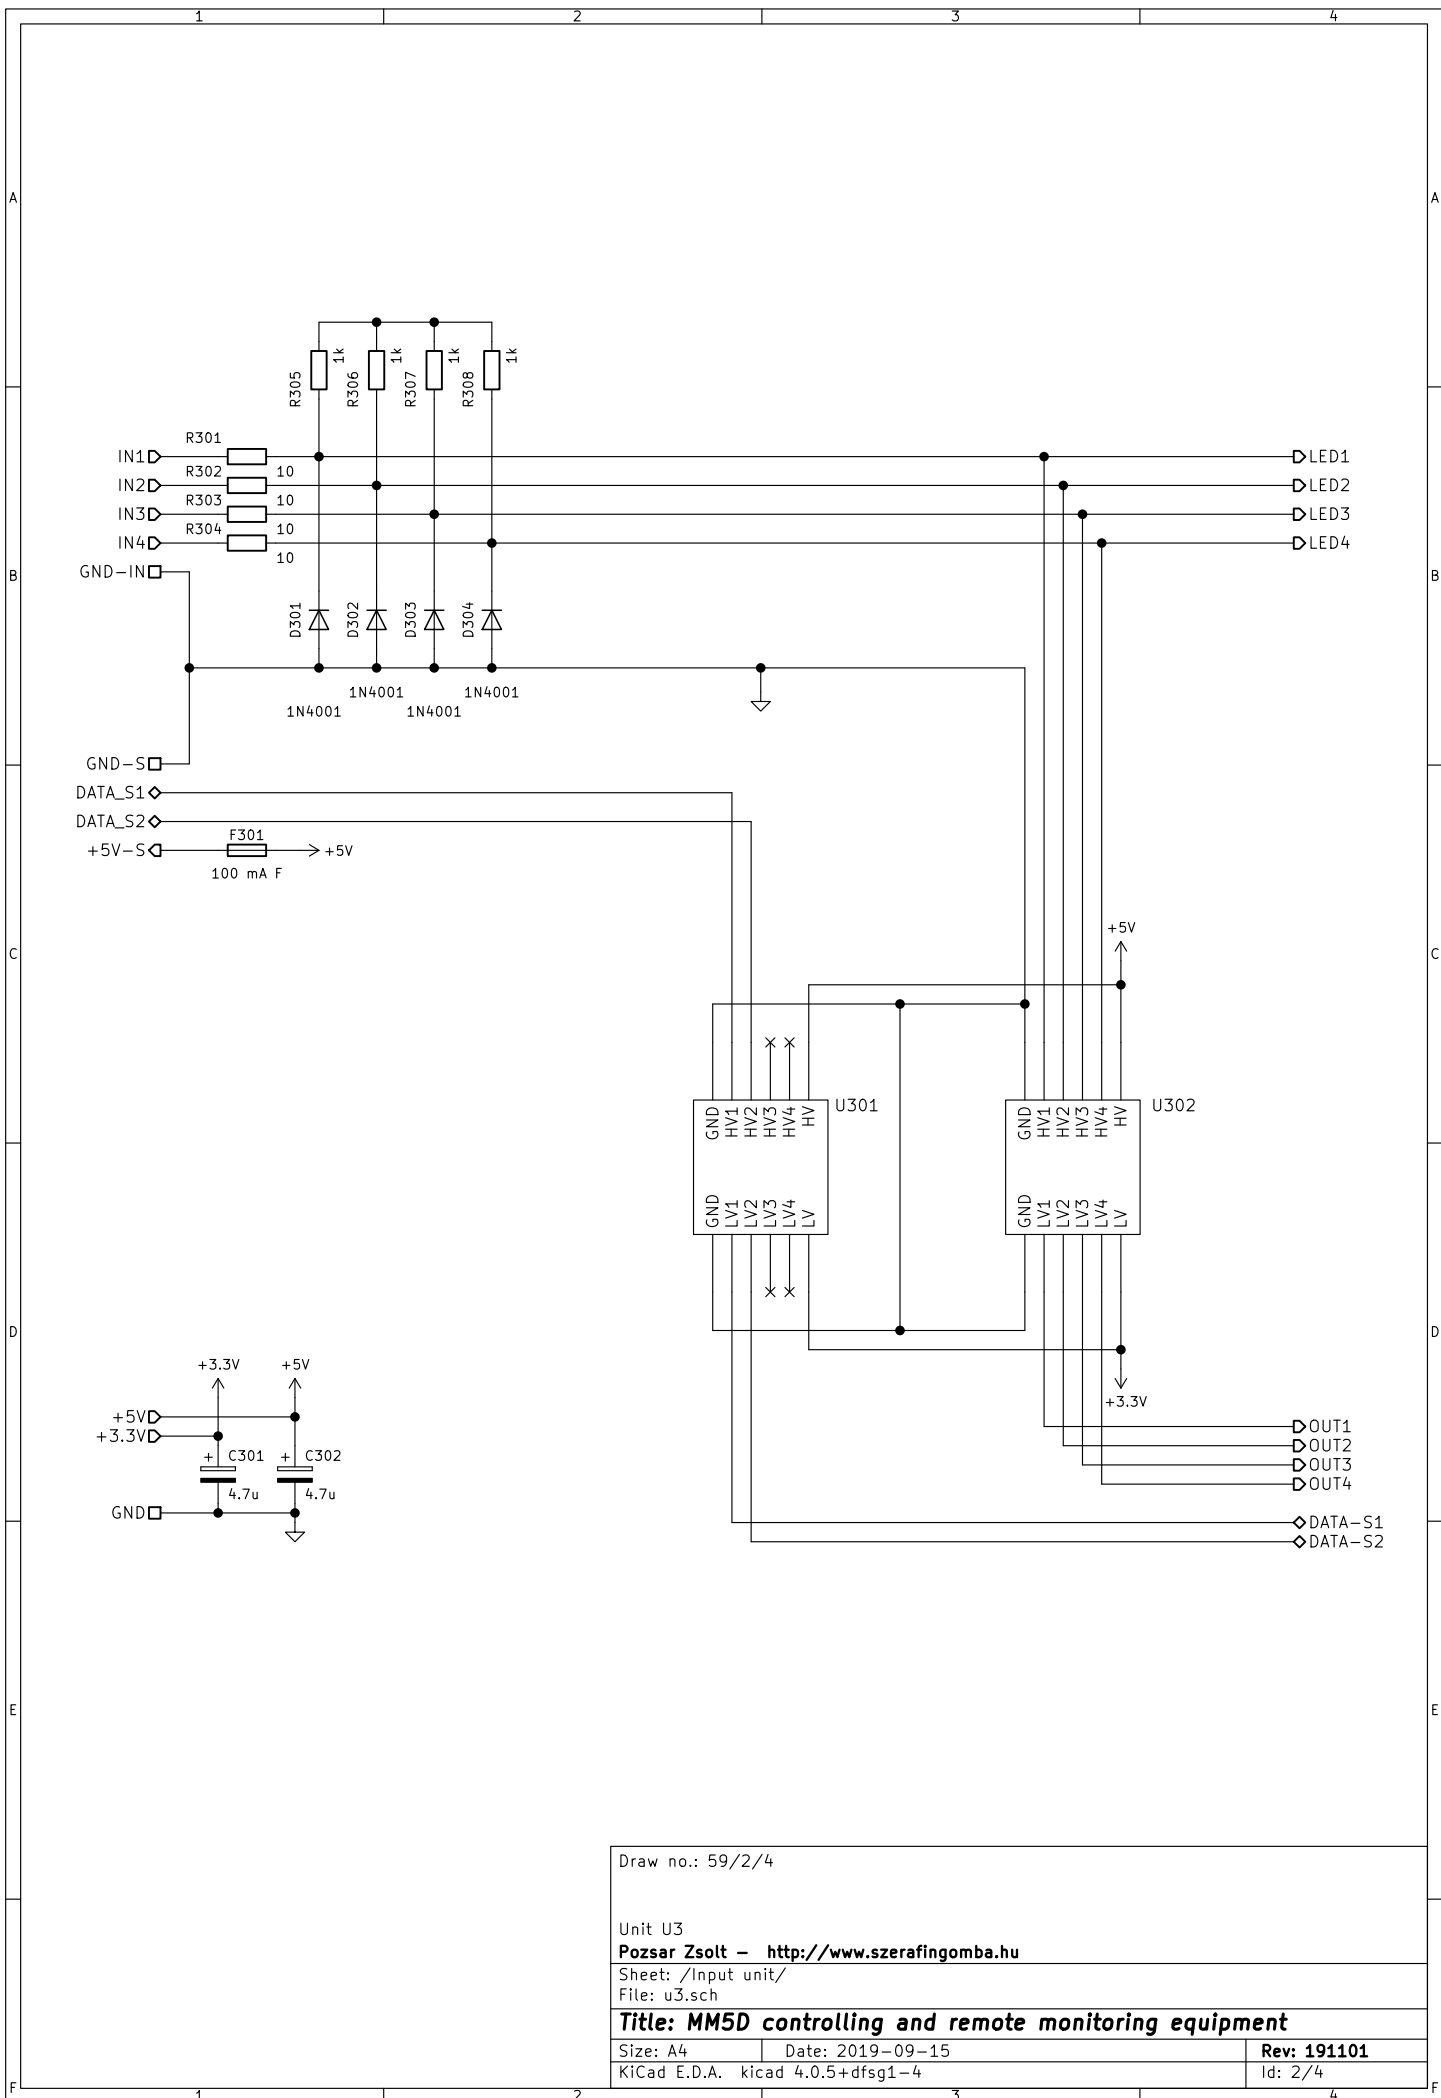 1 2 3 4
A A
1k 1k 1k 1k
R305 R306 R307 R308
R301
IN1 LED1
R302 10
IN2 LED2
R303 10
IN3 LED3
R304 10
IN4 LED4
10
GND-IN
B B
D301 D302 D303 D304
1N4001 1N4001
1N4001 1N4001
GND-S
DATA_S1
DATA_S2
F301
+5V-S +5V
100 mA F
+5V
C C
U301 U302
GND HV1 HV2 HV3 HV4 HV
GND HV1 HV2 HV3 HV4 HV
GND LV1 LV2 LV3 LV4 LV
GND LV1 LV2 LV3 LV4 LV
D D
+3.3V +5V
+3.3V
+5V
OUT1
+3.3V
OUT2
+ C301 + C302
OUT3
OUT4
4.7u 4.7u
GND
DATA-S1
DATA-S2
E E
Draw no.: 59/2/4
Unit U3
Pozsar Zsolt - http://www.szerafingomba.hu
Sheet: /Input unit/
File: u3.sch
Title: MM5D controlling and remote monitoring equipment
Size: A4 Date: 2019-09-15 Rev: 191101
KiCad E.D.A. kicad 4.0.5+dfsg1-4 Id: 2/4
F F
1 2 3 4